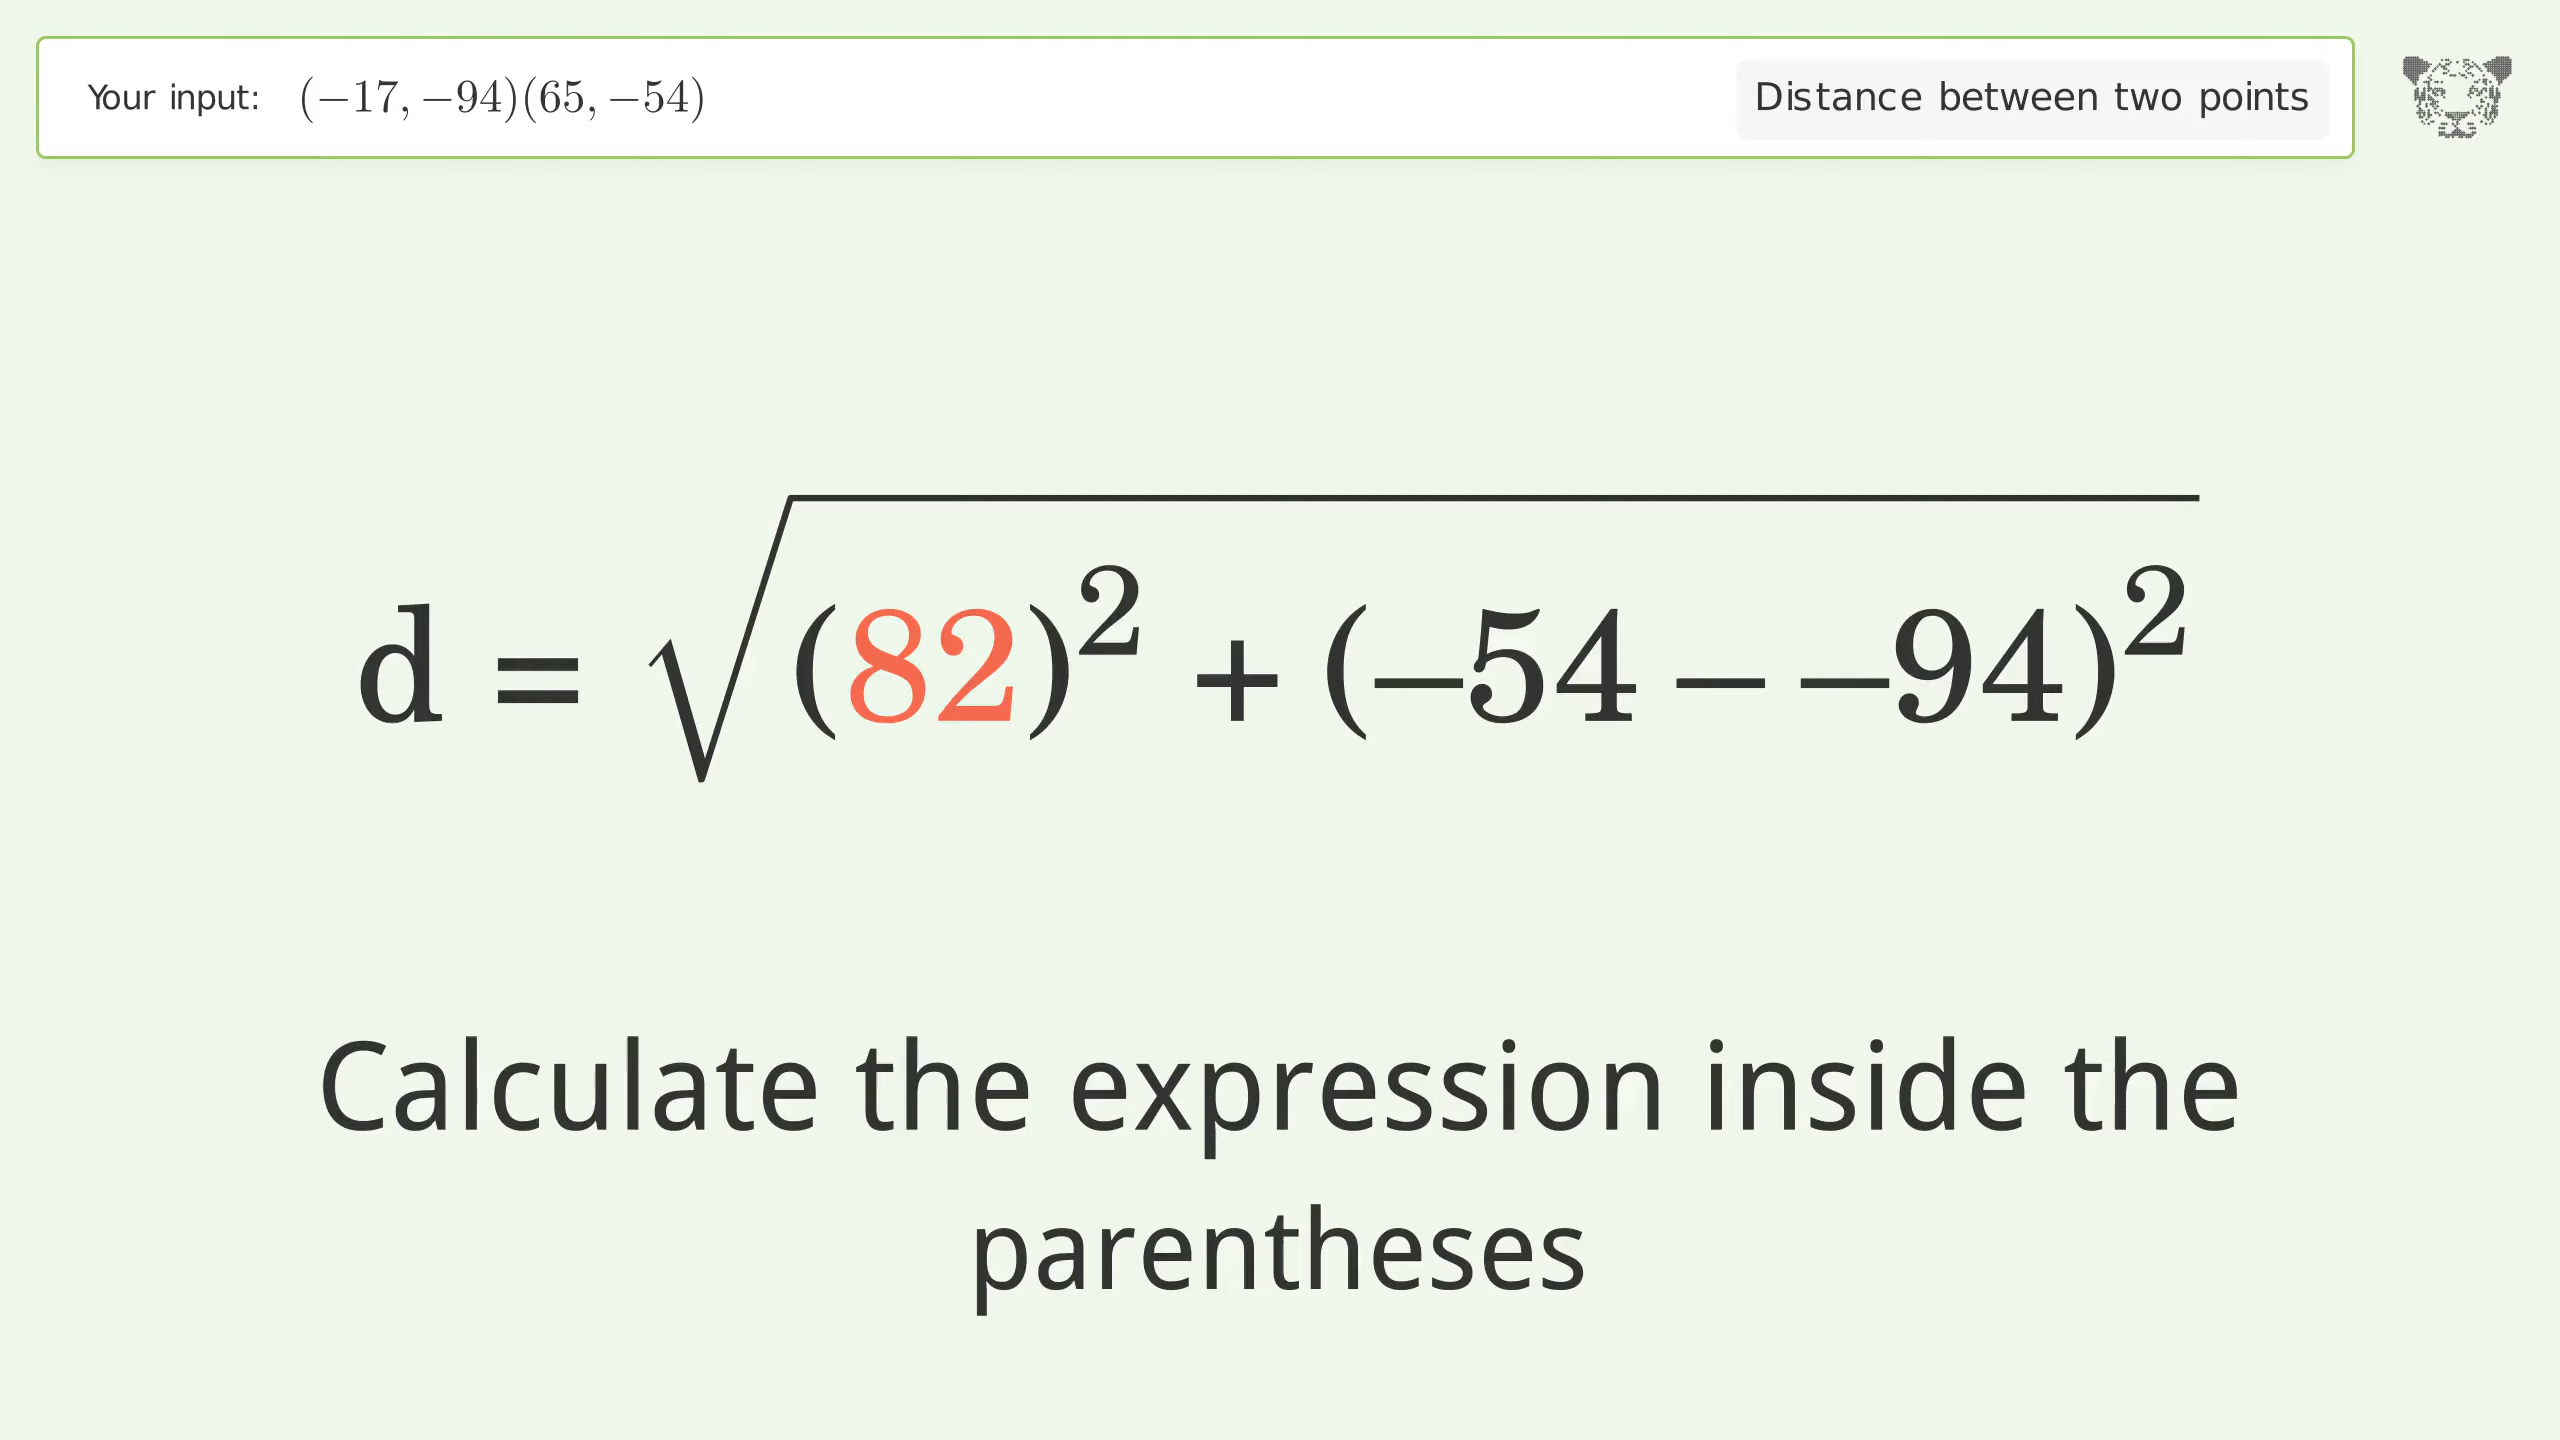 Your input: (−17, −94)(65, −54)
Distance between two points
d = √(82)² + (−54 − −94)²
Calculate the expression inside the
parentheses